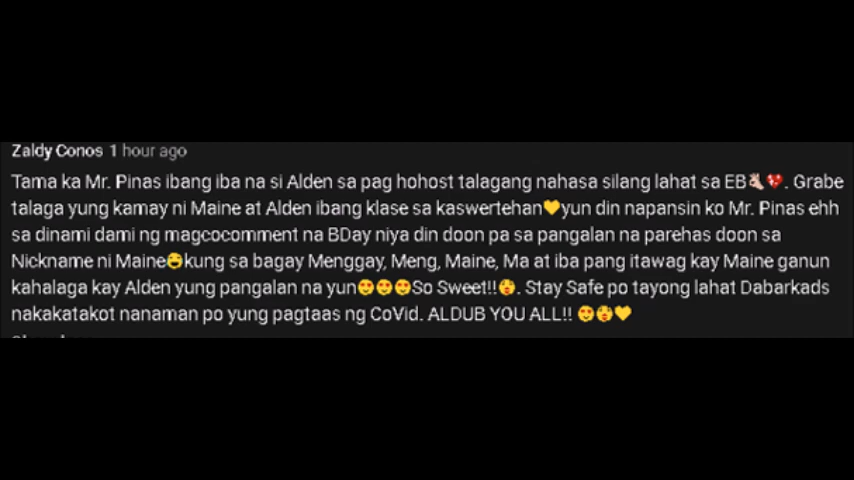 Zaldy Conos 1 hour ago
Tama ka Mr. Pinas ibang iba na si Alden sa pag hohost talagang nahasa silang lahat sa EB👆🏻💖. Grabe
talaga yung kamay ni Maine at Alden ibang klase sa kaswertehan💛yun din napansin ko Mr. Pinas ehh
sa dinami dami ng magcocomment na BDay niya din doon pa sa pangalan na parehas doon sa
Nickname ni Maine😄kung sa bagay Menggay, Meng, Maine, Ma at iba pang itawag kay Maine ganun
kahalaga kay Alden yung pangalan na yun😍😍😍So Sweet!!😘. Stay Safe po tayong lahat Dabarkads
nakakatakot nanaman po yung pagtaas ng CoVid. ALDUB YOU ALL!! 😍😘💛